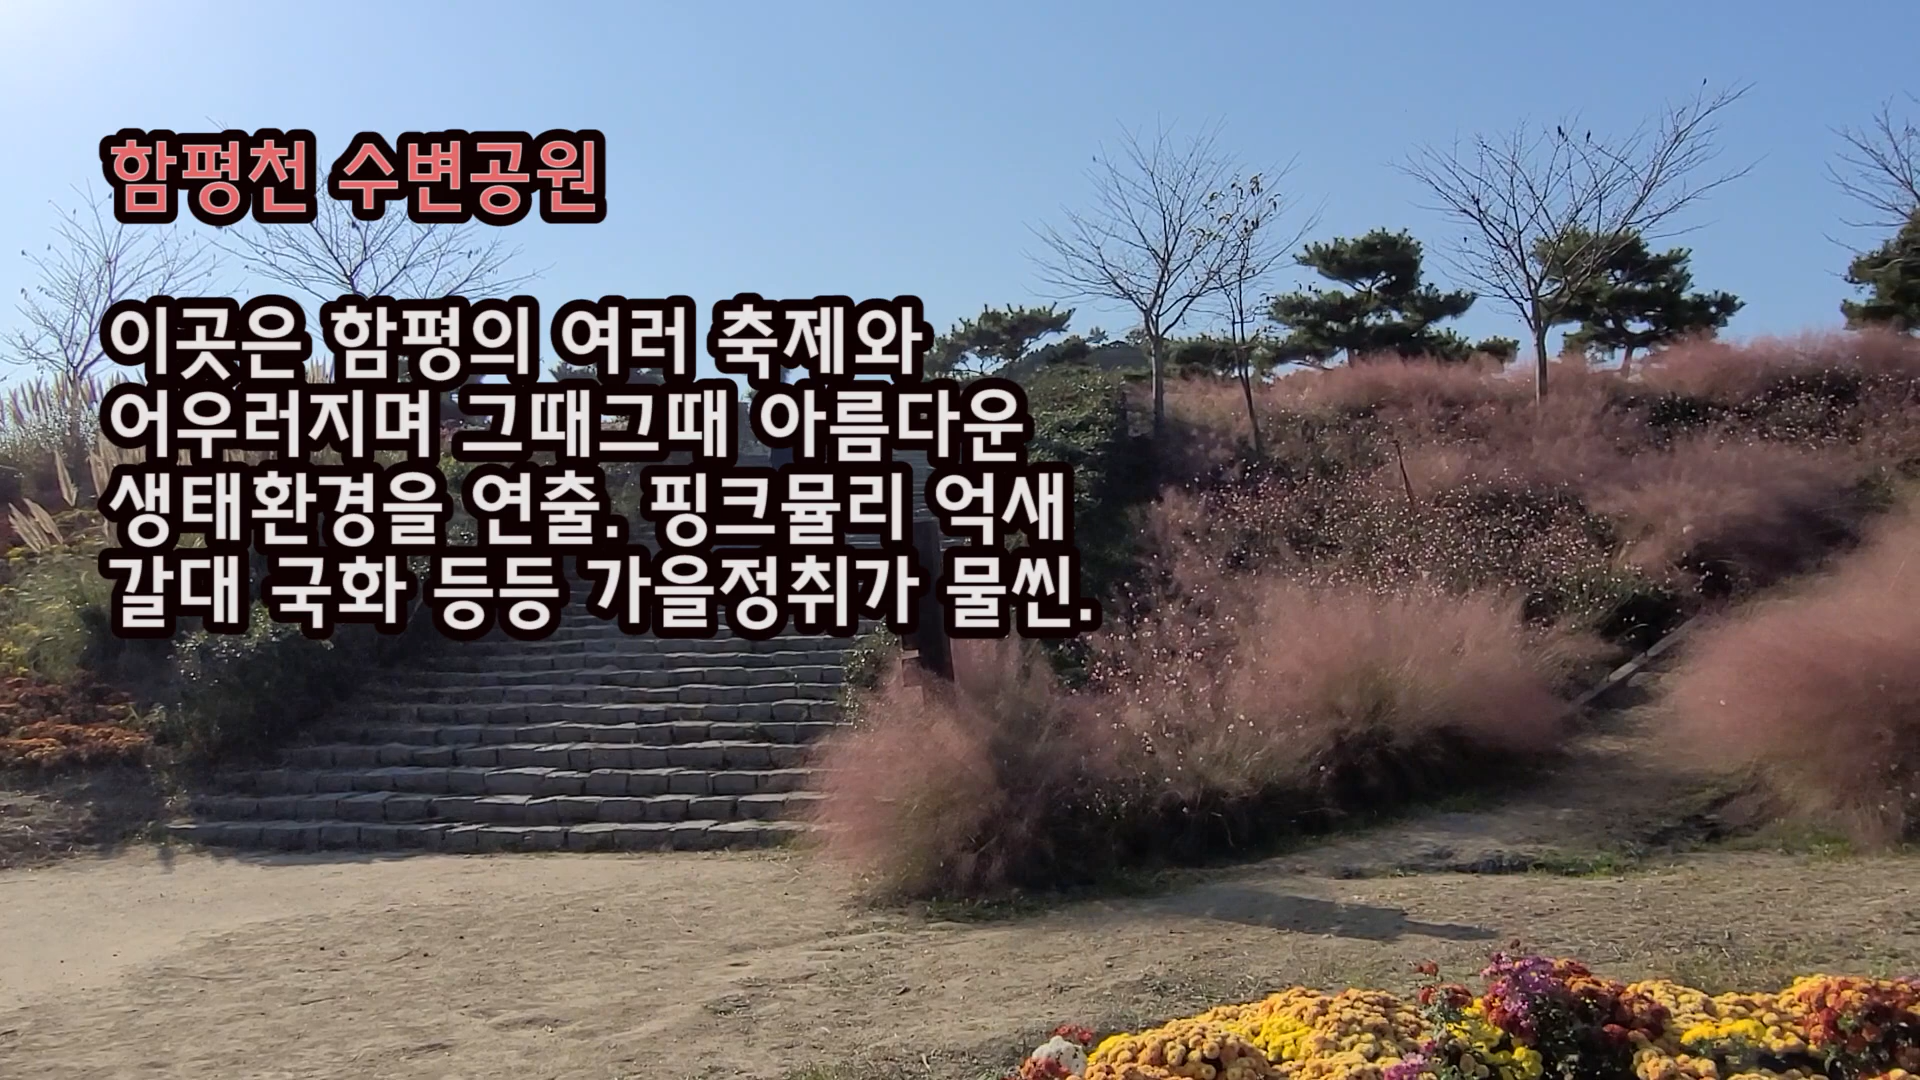 함평천 수변공원
이곳은 함평의 여러 축제와
어우러지며 그때그때 아름다운
생태환경을 연출. 핑크뮬리 억새
갈대 국화 등등 가을정취가 물씬.